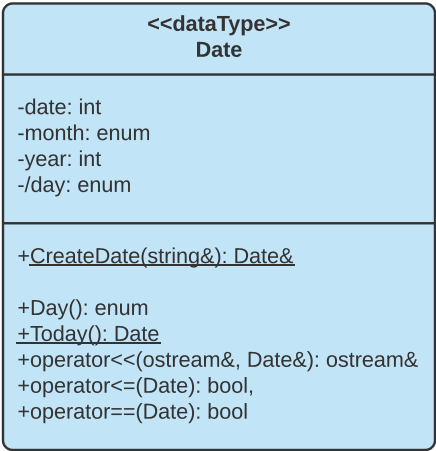 <<dataType>>
Date
-date: int
-month: enum
-year: int
-/day: enum
+CreateDate(string&): Date&
+Day(): enum
+Today(): Date
+operator<<(ostream&, Date&): ostream&
+operator<=(Date): bool,
+operator==(Date): bool